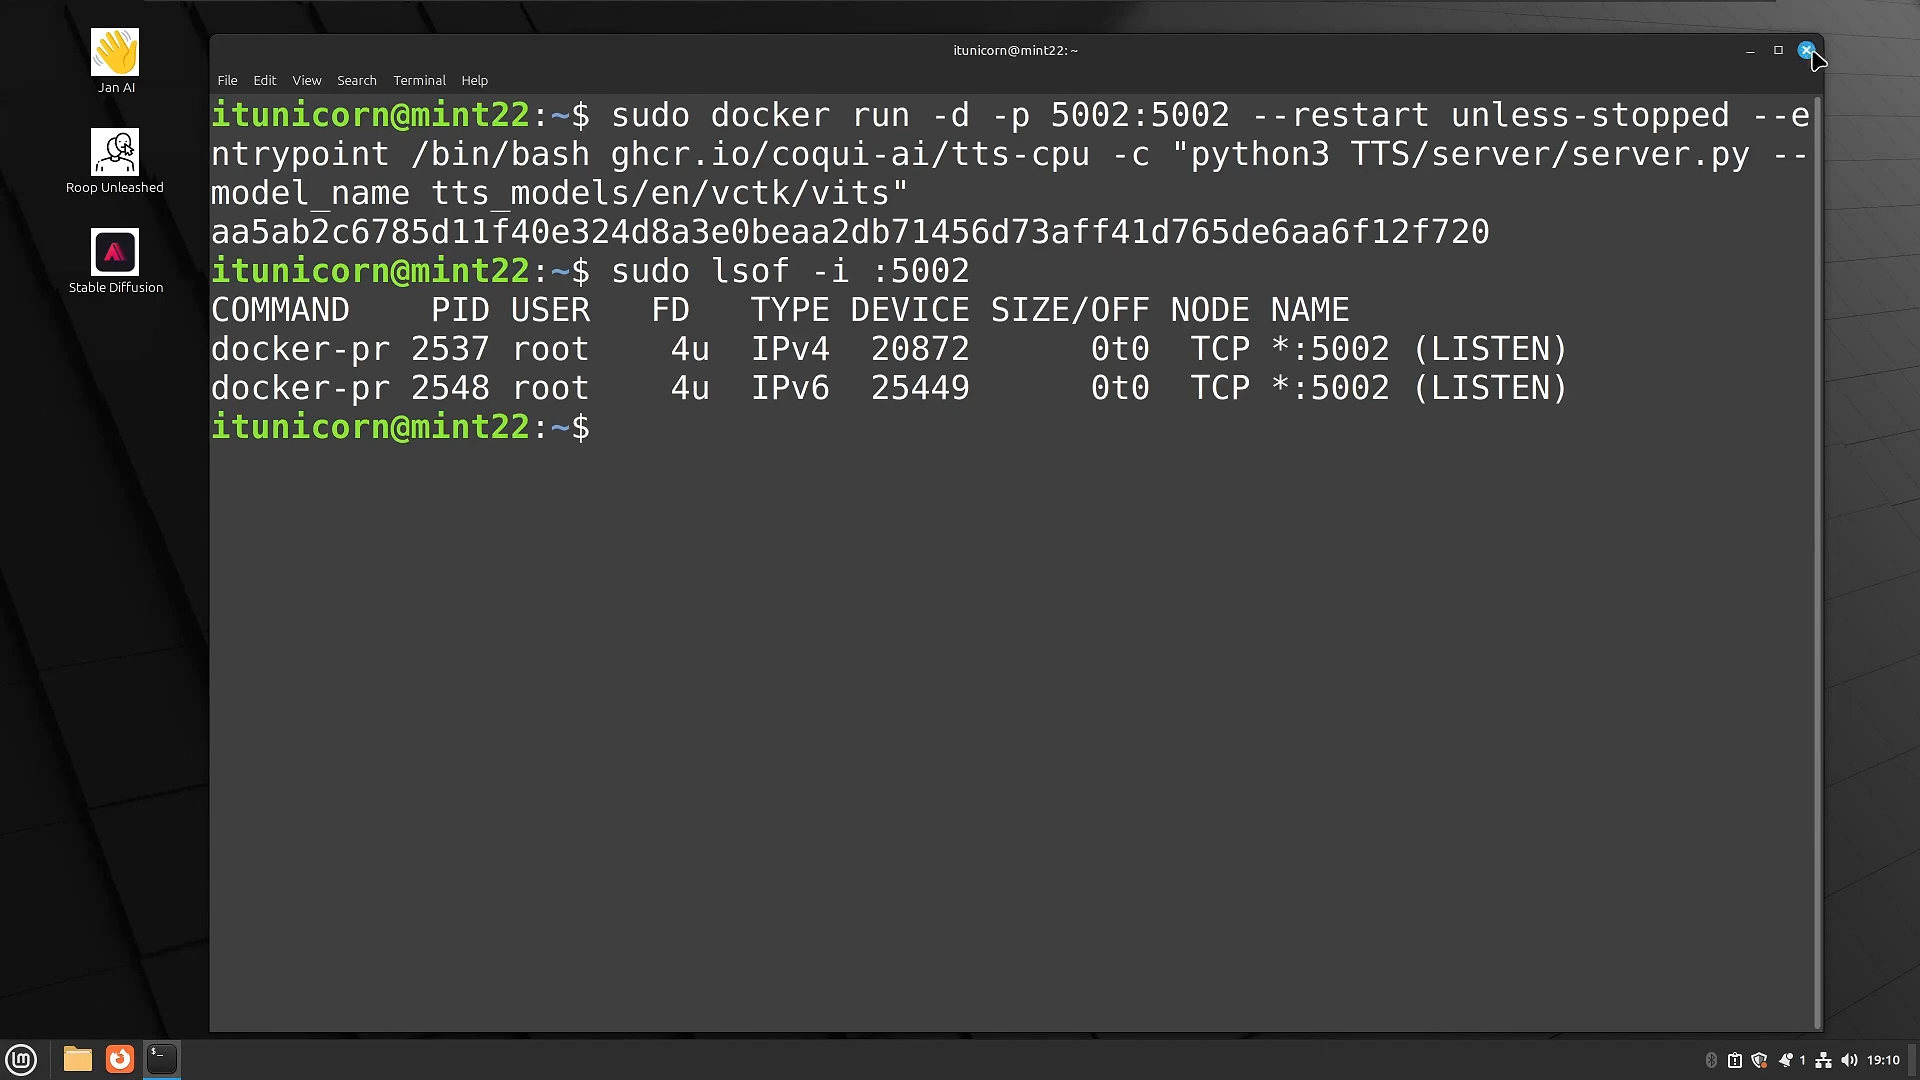 Jan AI
Roop Unleashed
Stable Diffusion
itunicorn@mint22: ~
File Edit View Search Terminal Help
itunicorn@mint22:~$ sudo docker run -d -p 5002:5002 --restart unless-stopped --e
ntrypoint /bin/bash ghcr.io/coqui-ai/tts-cpu -c "python3 TTS/server/server.py --
model_name tts_models/en/vctk/vits"
aa5ab2c6785d11f40e324d8a3e0beaa2db71456d73aff41d765de6aa6f12f720
itunicorn@mint22:~$ sudo lsof -i :5002
COMMAND    PID USER   FD   TYPE DEVICE SIZE/OFF NODE NAME
docker-pr 2537 root    4u  IPv4  20872      0t0  TCP *:5002 (LISTEN)
docker-pr 2548 root    4u  IPv6  25449      0t0  TCP *:5002 (LISTEN)
itunicorn@mint22:~$
1 19:10